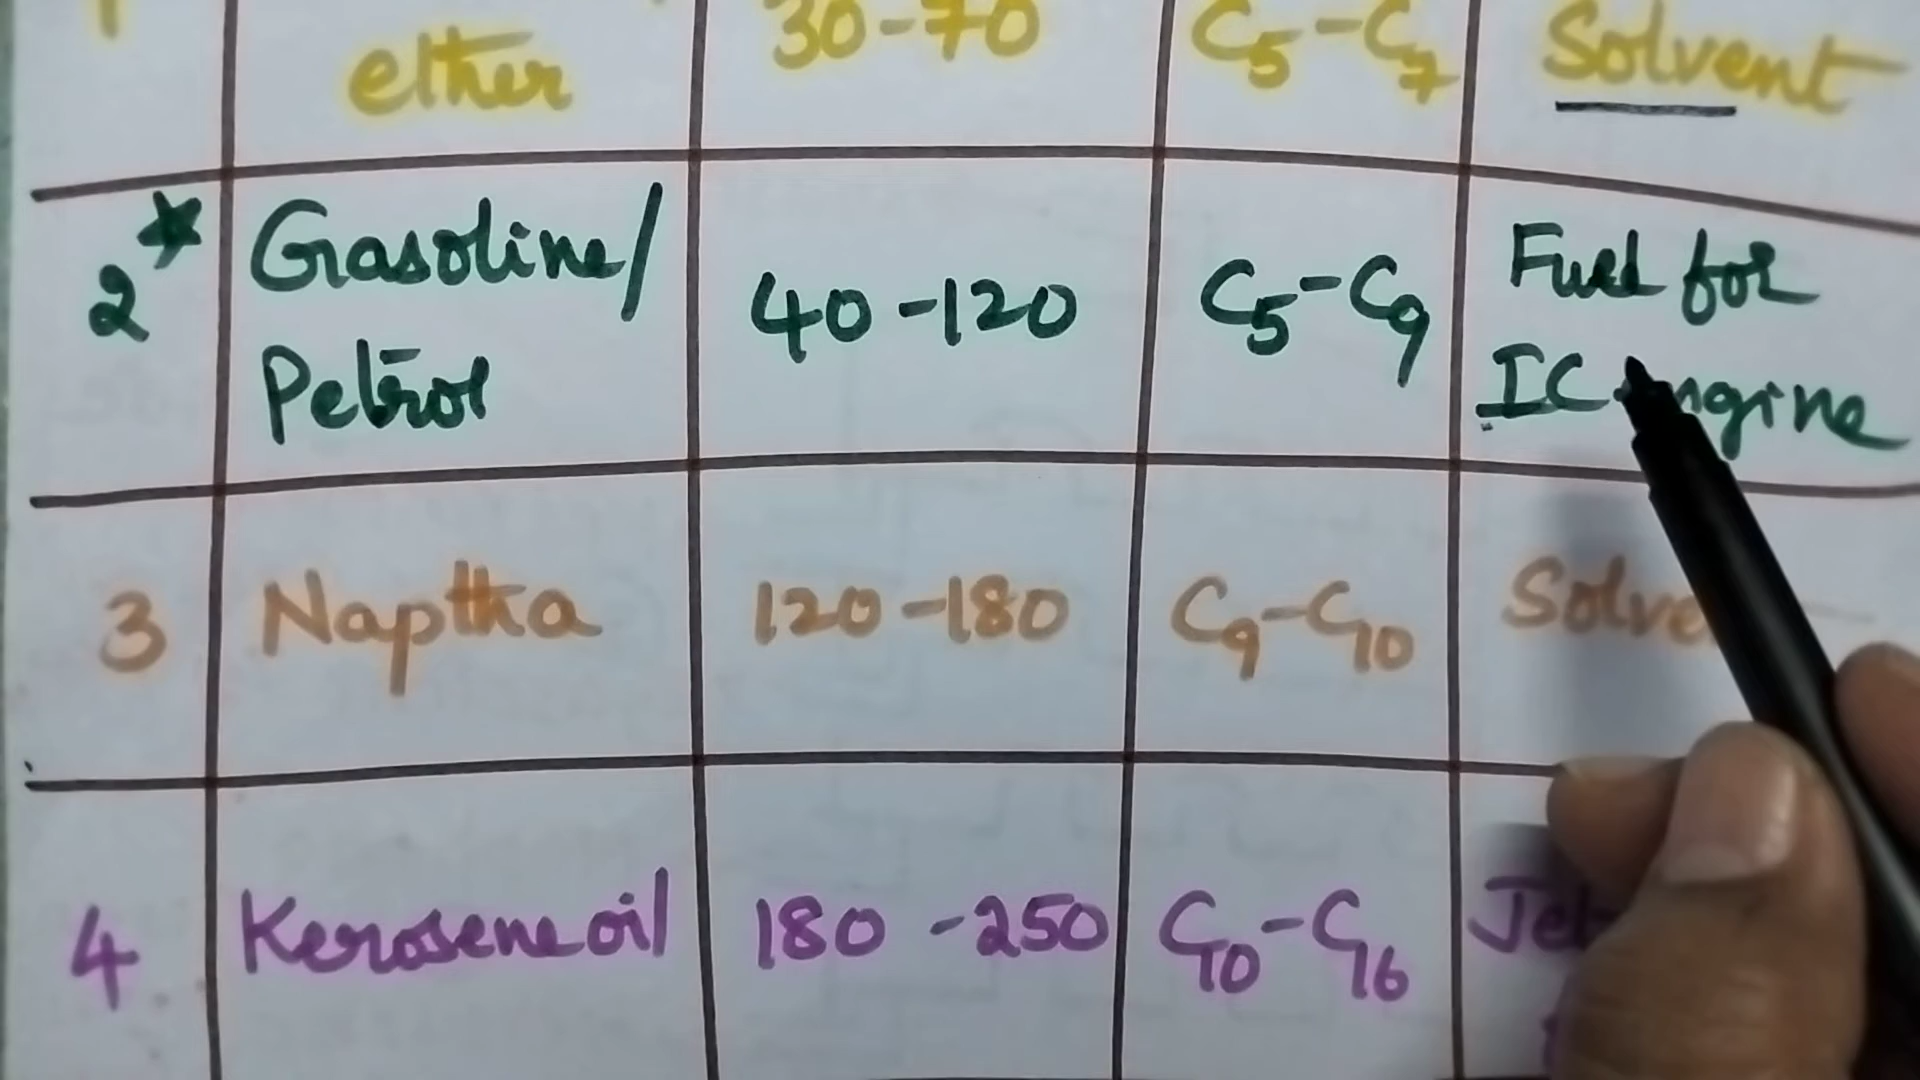 1 ether 30-70 C5-C7 Solvent
2* Gasoline/ Petrol 40-120 C5-C9 Fuel for IC engine
3 Naptha 120-180 C9-C10
4 Kerosene oil 180-250 C10-C16